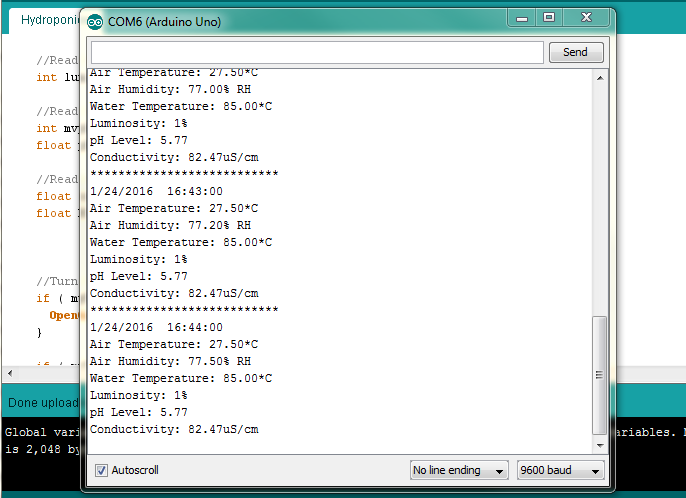 Hydroponic
COM6 (Arduino Uno)
Send
Air Temperature: 27.50*C
Air Humidity: 77.00% RH
Water Temperature: 85.00*C
Luminosity: 1%
pH Level: 5.77
Conductivity: 82.47uS/cm
****************************
1/24/2016  16:43:00
Air Temperature: 27.50*C
Air Humidity: 77.20% RH
Water Temperature: 85.00*C
Luminosity: 1%
pH Level: 5.77
Conductivity: 82.47uS/cm
****************************
1/24/2016  16:44:00
Air Temperature: 27.50*C
Air Humidity: 77.50% RH
Water Temperature: 85.00*C
Luminosity: 1%
pH Level: 5.77
Conductivity: 82.47uS/cm
Autoscroll
No line ending
9600 baud
//Read
int lu
//Read
int mv
float
//Read
float
float
//Turn
if ( m
Open
}
Done upload
Global vari ariables.
is 2,048 by